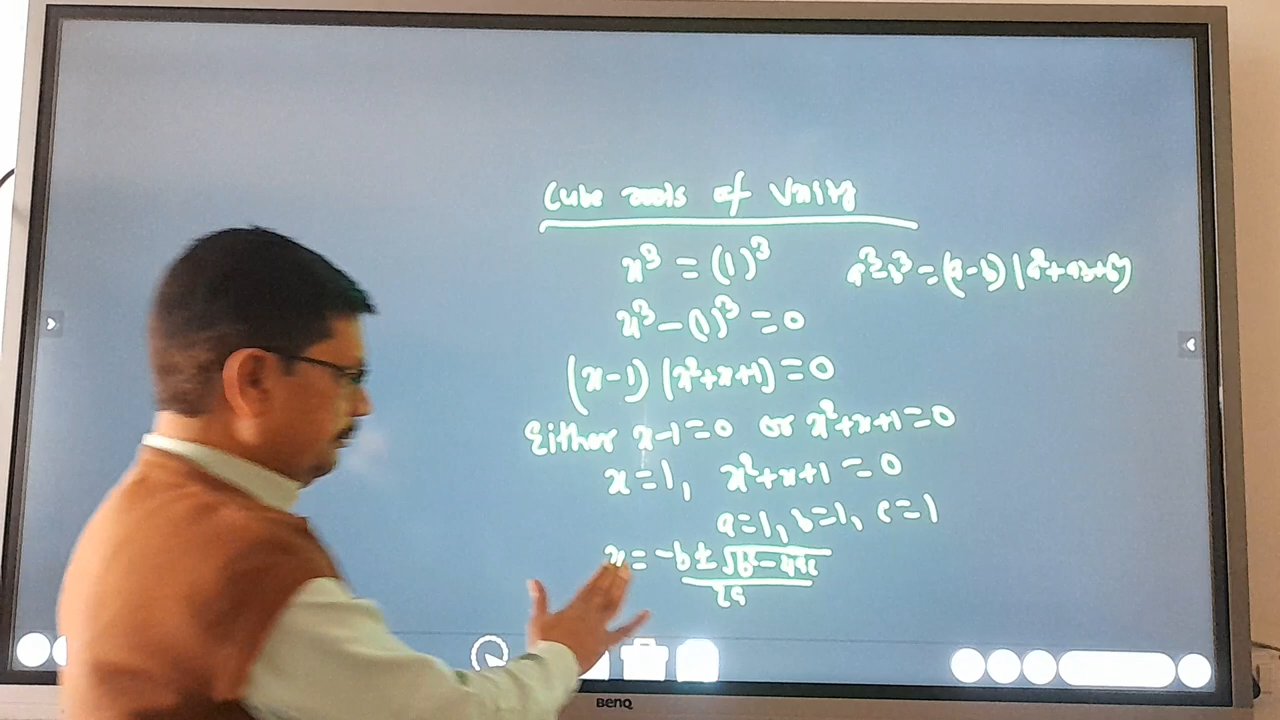 Cube roots of Unity
x³ = (1)³
a³-b³ = (a-b) (a²+ab+b²)
x³ - (1)³ = 0
(x-1) (x²+x+1) = 0
Either x-1=0 or x²+x+1=0
x=1, x²+x+1=0
a=1, b=1, c=1
x = -b ± √b²-4ac
2a
BenQ